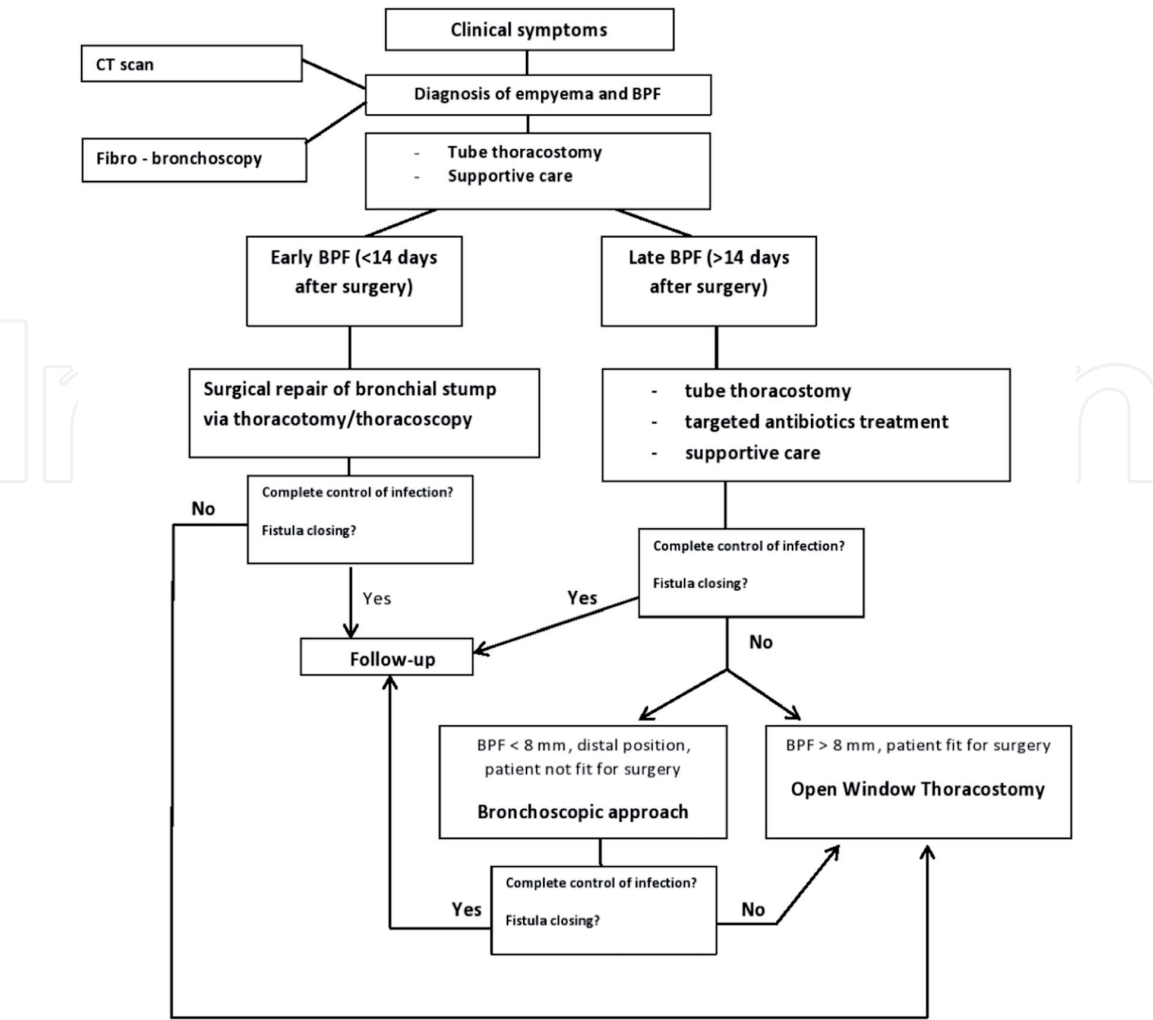 Clinical symptoms
CT scan
Diagnosis of empyema and BPF
Fibro - bronchoscopy
- Tube thoracostomy
- Supportive care
Early BPF (<14 days
after surgery)
Late BPF (>14 days
after surgery)
Surgical repair of bronchial stump
via thoracotomy/thoracoscopy
- tube thoracostomy
- targeted antibiotics treatment
- supportive care
Complete control of infection?
Fistula closing?
No
Yes
Complete control of infection?
Fistula closing?
Yes
No
Follow-up
BPF < 8 mm, distal position,
patient not fit for surgery
Bronchoscopic approach
BPF > 8 mm, patient fit for surgery
Open Window Thoracostomy
Complete control of infection?
Fistula closing?
Yes
No